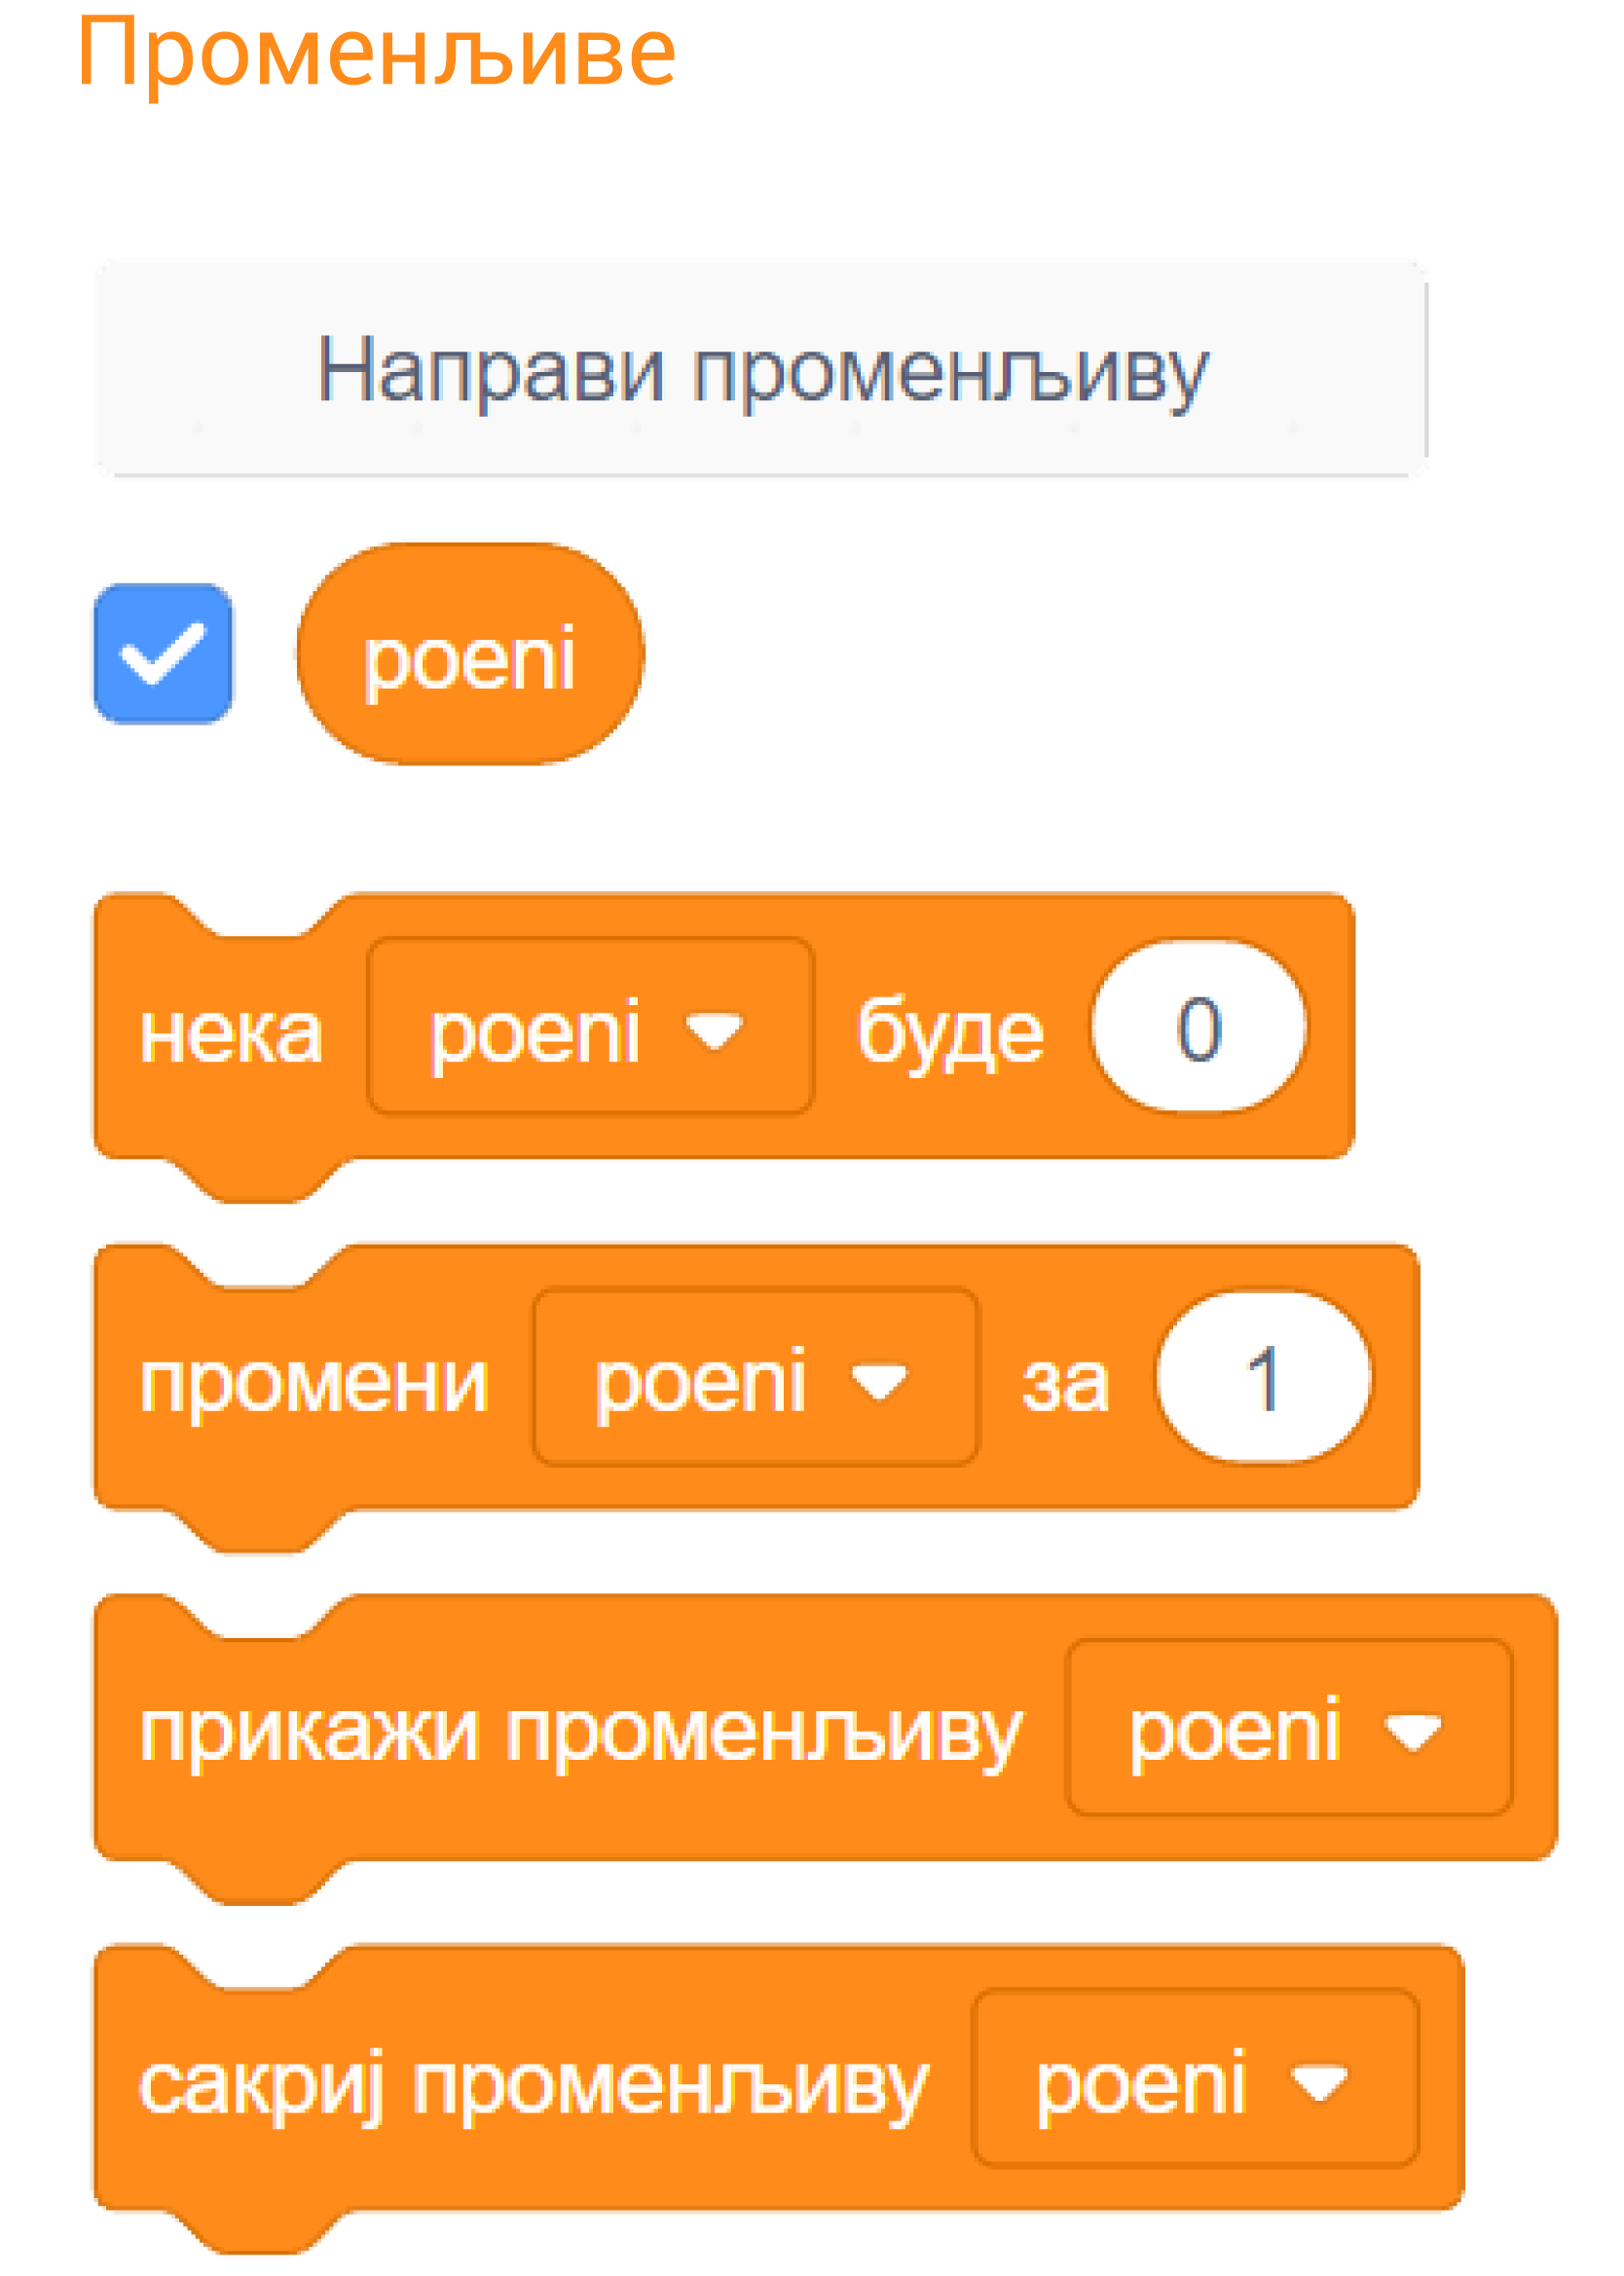 Променљиве
Направи променљиву
poeni
нека poeni буде 0
промени poeni за 1
прикажи променљиву poeni
сакриј променљиву poeni